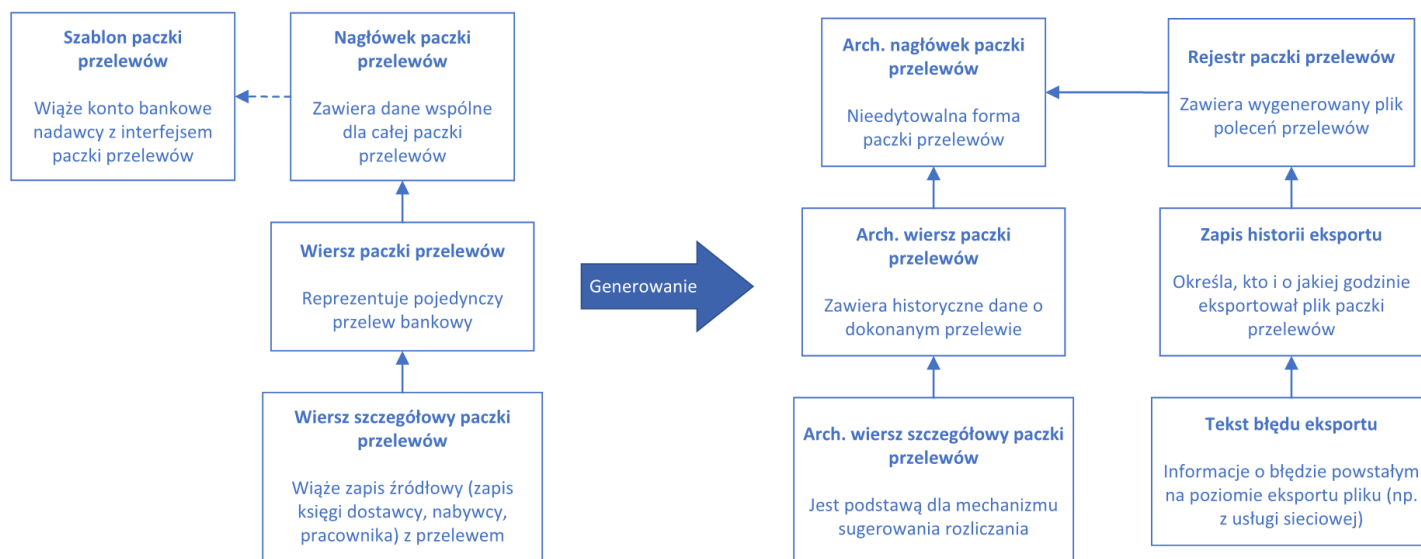 Szablon paczki
przelewów
Wiąże konto bankowe
nadawcy z interfejsem
paczki przelewów
Nagłówek paczki
przelewów
Zawiera dane wspólne
dla całej paczki
przelewów
Wiersz paczki przelewów
Reprezentuje pojedynczy
przelew bankowy
Wiersz szczegółowy paczki
przelewów
Wiąże zapis źródłowy (zapis
księgi dostawcy, nabywcy,
pracownika) z przelewem
Generowanie
Arch. nagłówek paczki
przelewów
Nieedytowalna forma
paczki przelewów
Arch. wiersz paczki
przelewów
Zawiera historyczne dane o
dokonanym przelewie
Arch. wiersz szczegółowy paczki
przelewów
Jest podstawą dla mechanizmu
sugerowania rozliczania
Rejestr paczki przelewów
Zawiera wygenerowany plik
poleceń przelewów
Zapis historii eksportu
Określa, kto i o jakiej godzinie
eksportował plik paczki
przelewów
Tekst błędu eksportu
Informacje o błędzie powstałym
na poziomie eksportu pliku (np.
z usługi sieciowej)